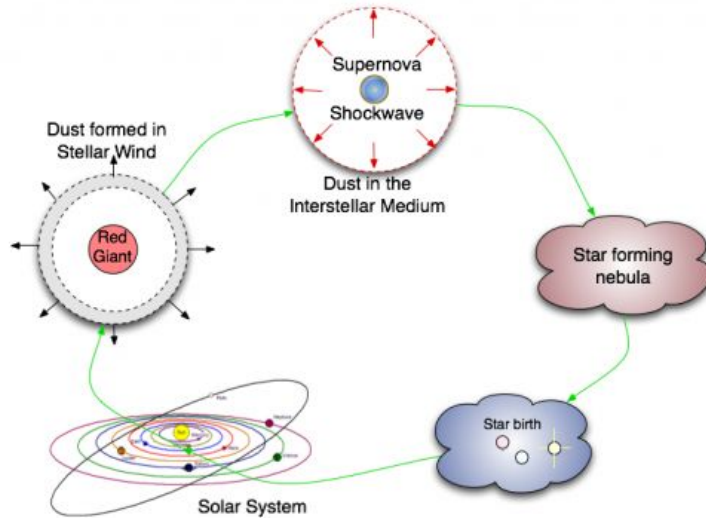 Supernova
Shockwave
Dust formed in
Stellar Wind
Dust in the
Interstellar Medium
Red
Giant
Star forming
nebula
Star birth
Solar System